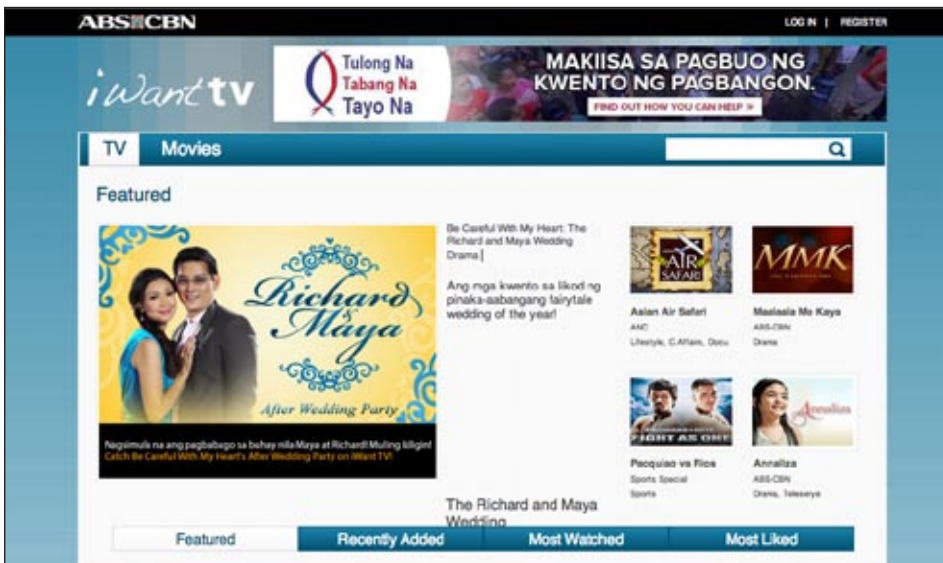 ABS CBN
LOG IN | REGISTER
iWant tv
Tulong Na
Tabang Na
Tayo Na
MAKIISA SA PAGBUO NG
KWENTO NG PAGBANGON.
FIND OUT HOW YOU CAN HELP »
TV Movies
Featured
Richard
&
Maya
After Wedding Party
Nagsimula na ang pagbabago sa bahay nila Maya at Richard! Muling kiligin!
Catch Be Careful With My Heart's After Wedding Party on iWant TV!
Be Careful With My Heart: The
Richard and Maya Wedding
Drama |
Ang mga kwento sa likod ng
pinaka-aabangang fairytale
wedding of the year!
The Richard and Maya
Wedding
AIR
SAFARI
Asian Air Safari
ANC
Lifestyle, C.Affairs, Docu
MMK
Maalaala Mo Kaya
ABS-CBN
Drama
FIGHT AS ONE
Pacquiao vs Rios
Sports Special
Sports
Annaliza
Annaliza
ABS-CBN
Drama, Teleserye
Featured Recently Added Most Watched Most Liked